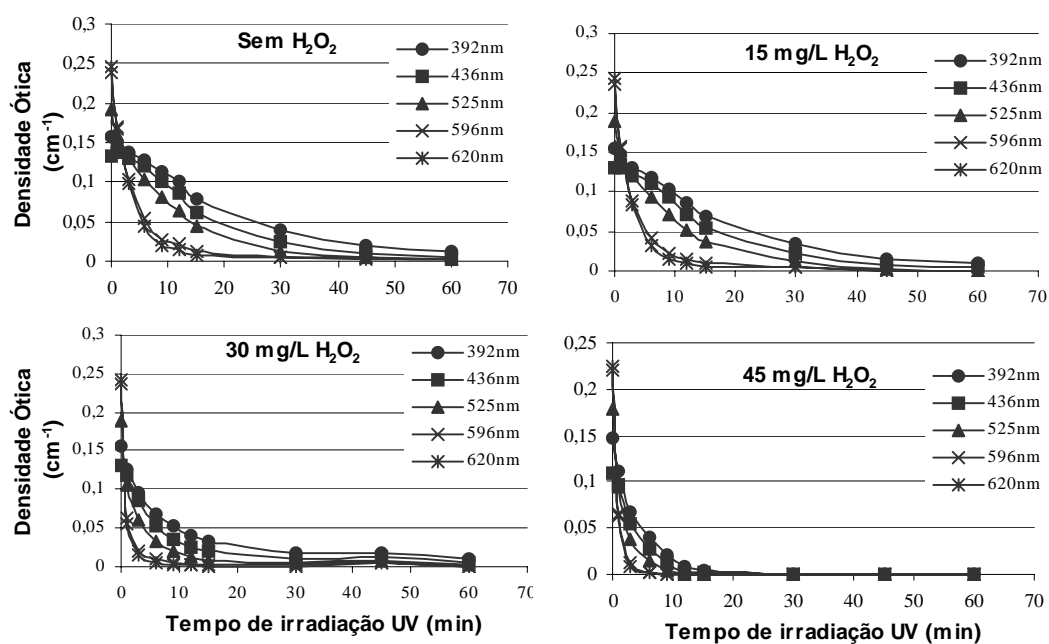 Sem H₂O₂
Densidade Ótica
(cm⁻¹)
0,3
0,25
0,2
0,15
0,1
0,05
0
0 10 20 30 40 50 60 70
392nm
436nm
525nm
596nm
620nm
15 mg/L H₂O₂
0,3
0,25
0,2
0,15
0,1
0,05
0
0 10 20 30 40 50 60 70
392nm
436nm
525nm
596nm
620nm
30 mg/L H₂O₂
Densidade Ótica
(cm⁻¹)
0,3
0,25
0,2
0,15
0,1
0,05
0
0 10 20 30 40 50 60 70
Tempo de irradiação UV (min)
392nm
436nm
525nm
596nm
620nm
45 mg/L H₂O₂
0,25
0,2
0,15
0,1
0,05
0
0 10 20 30 40 50 60 70
Tempo de irradiação UV (min)
392nm
436nm
525nm
596nm
620nm